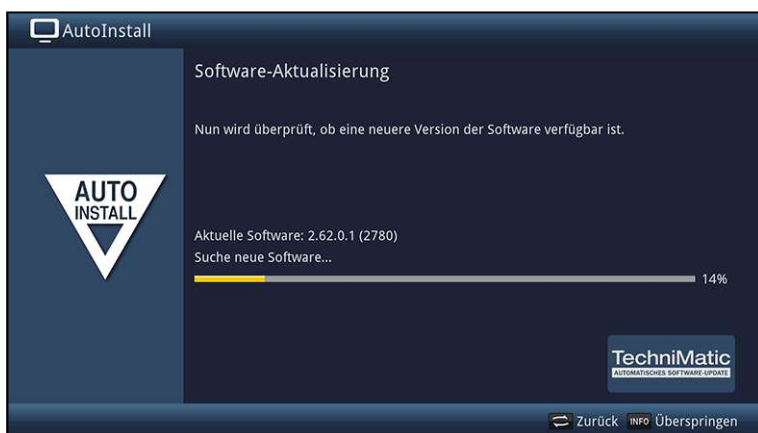 AutoInstall
Software-Aktualisierung
Nun wird überprüft, ob eine neuere Version der Software verfügbar ist.
AUTO
INSTALL
Aktuelle Software: 2.62.0.1 (2780)
Suche neue Software...
14%
TechniMatic
AUTOMATISCHES SOFTWARE-UPDATE
Zurück INFO Überspringen